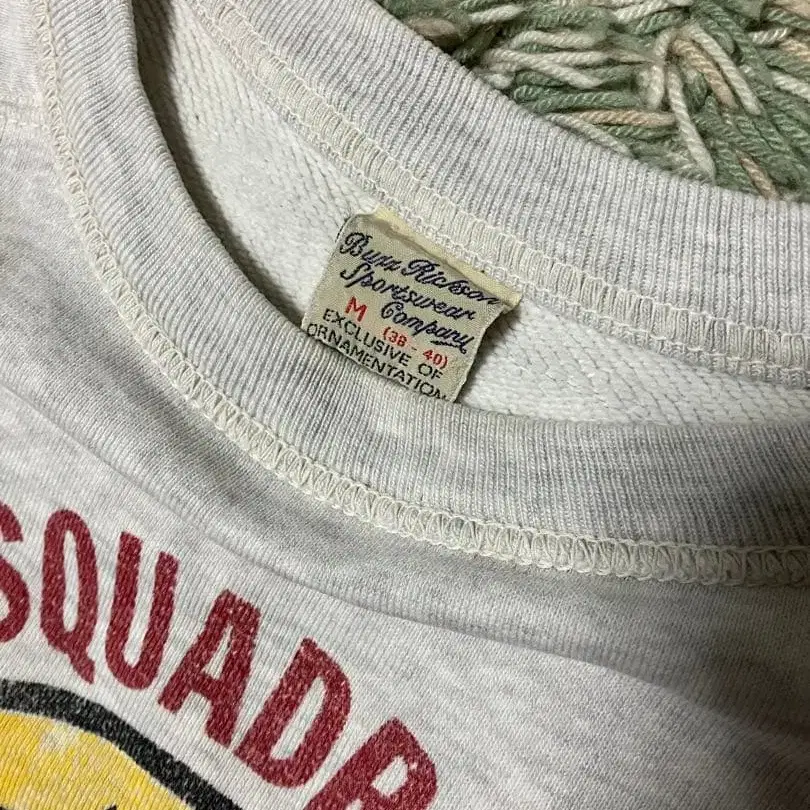 Buzz Rickson
Sportswear
Company
M (38 - 40)
EXCLUSIVE OF
ORNAMENTATION
SQUADR